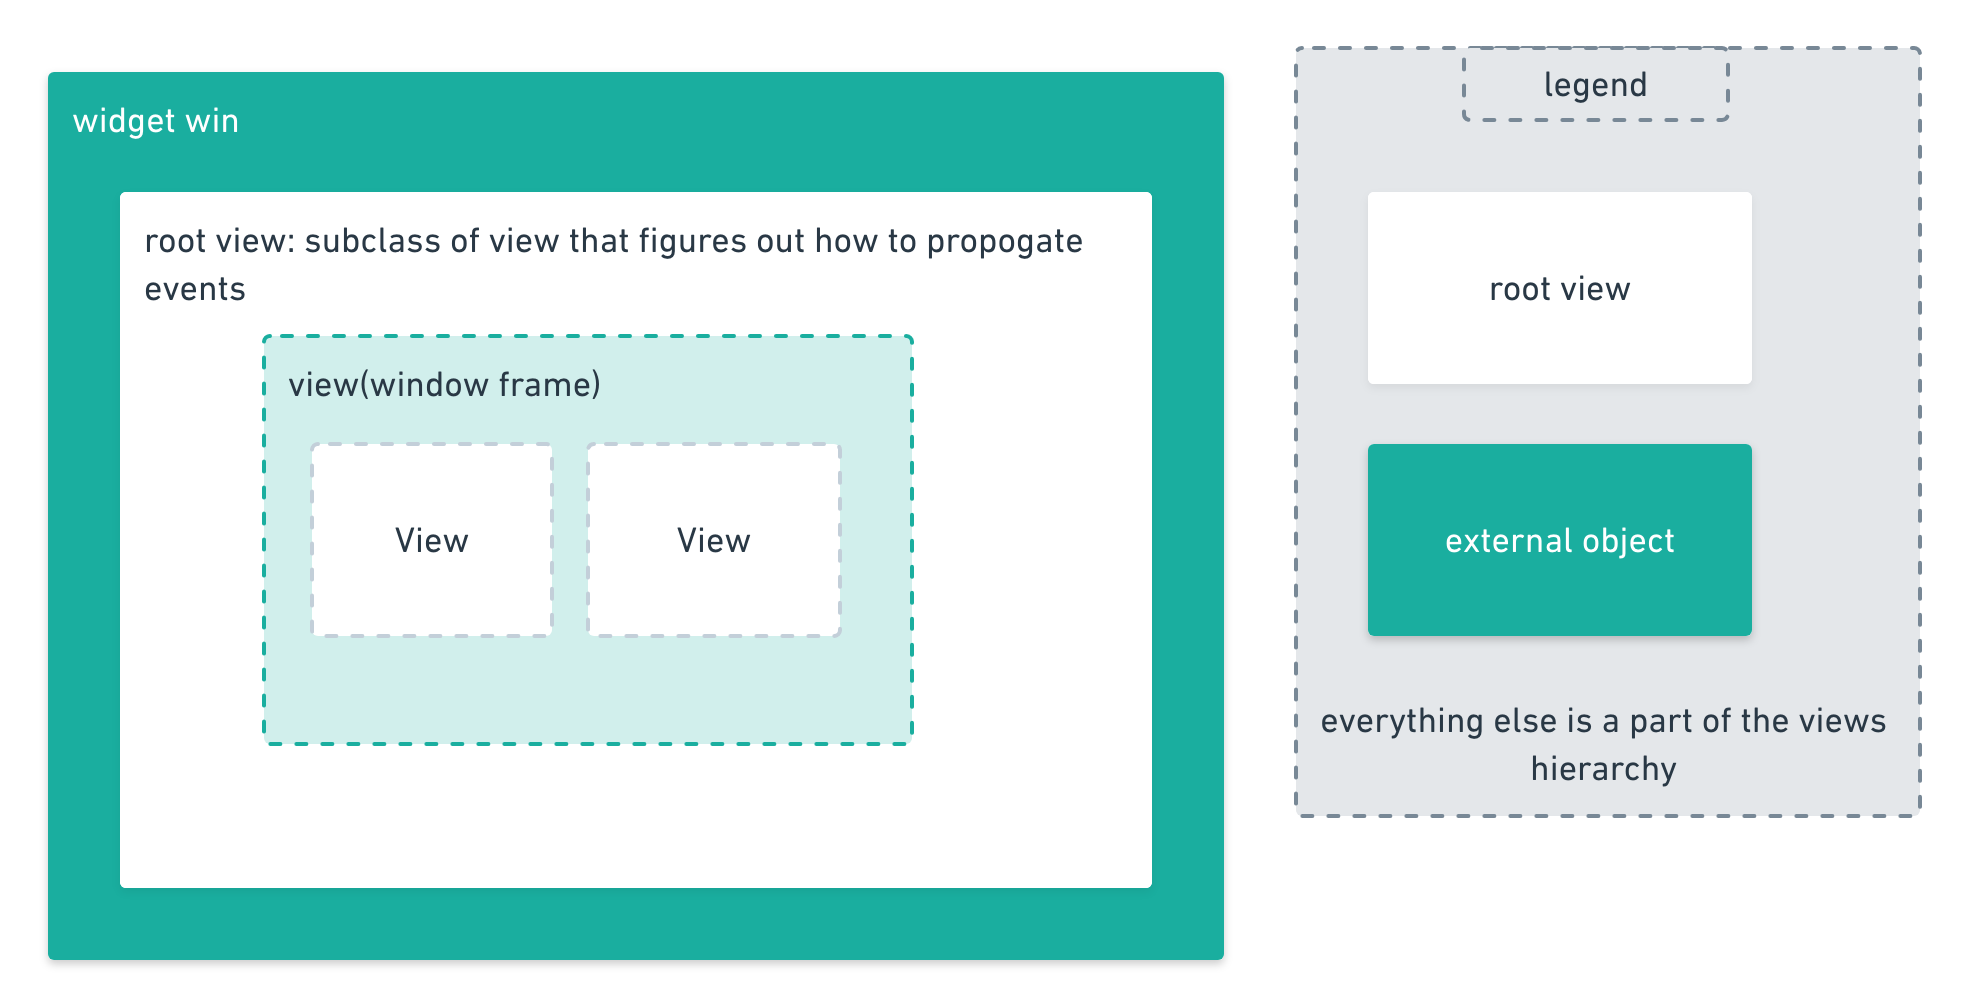 widget win
root view: subclass of view that figures out how to propogate
events
view(window frame)
View
View
legend
root view
external object
everything else is a part of the views
hierarchy